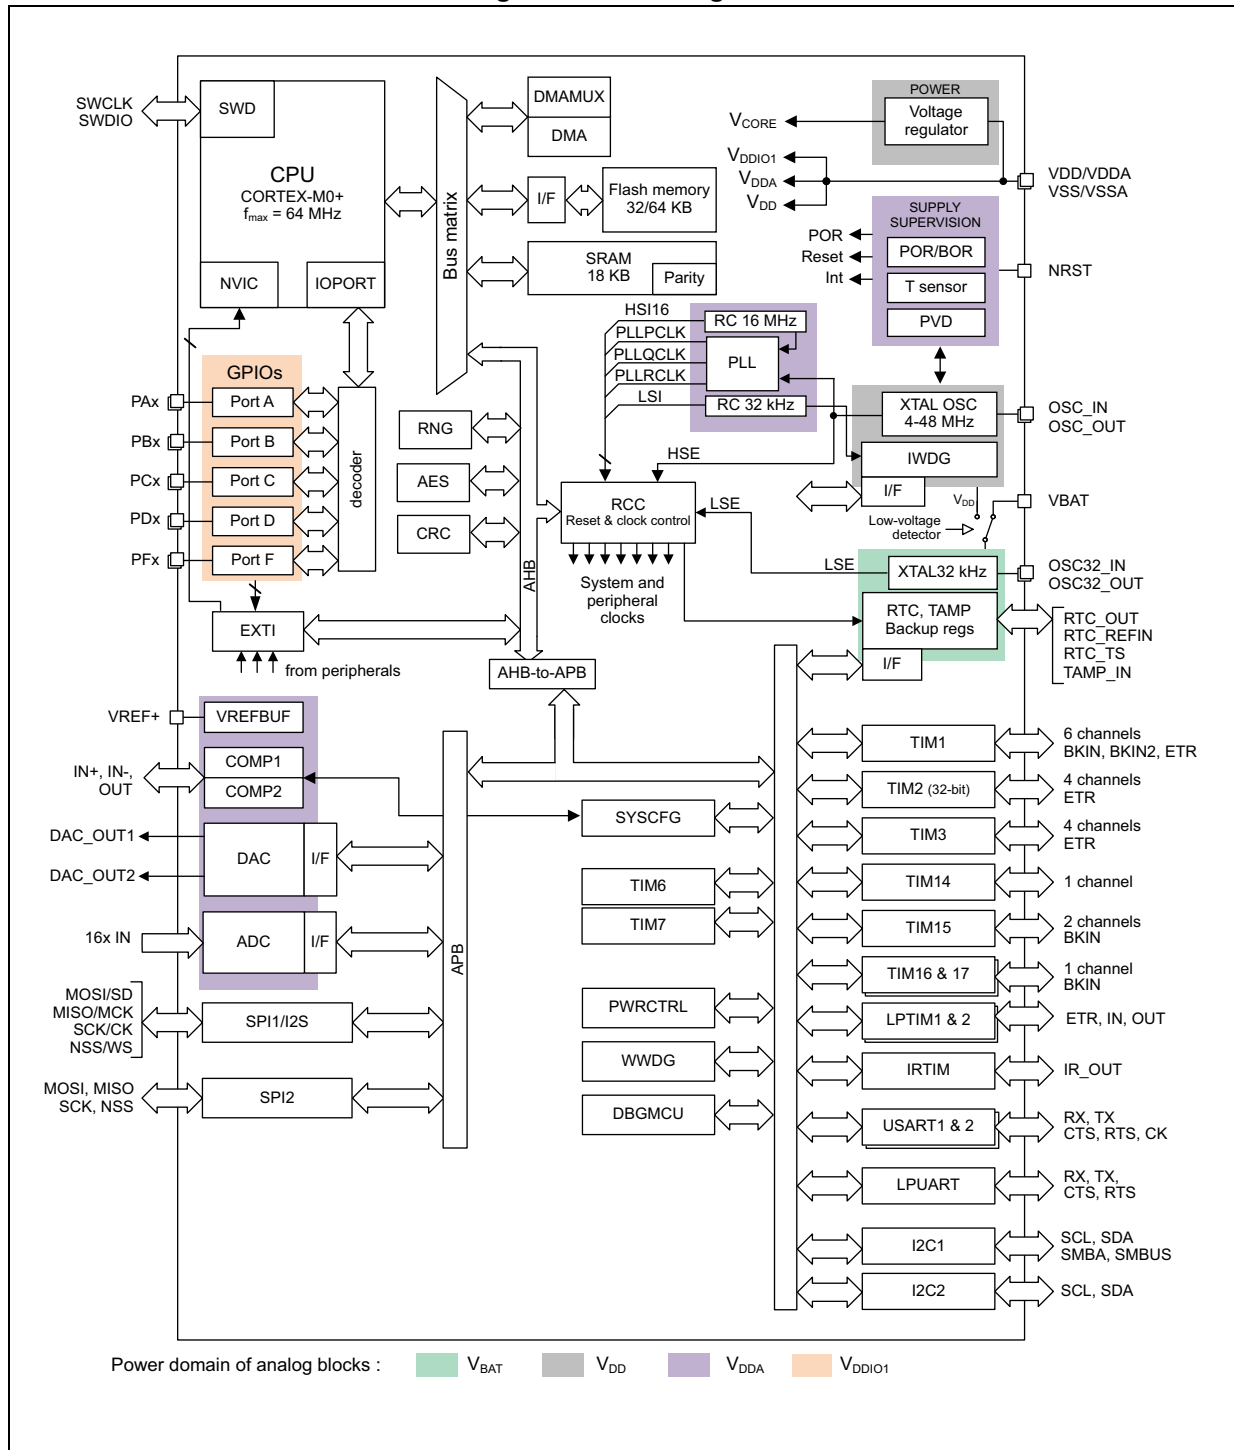 SWCLK
SWDIO
SWD
CPU
CORTEX-M0+
fmax = 64 MHz
NVIC
IOPORT
Bus matrix
DMAMUX
DMA
I/F
Flash memory
32/64 KB
SRAM
18 KB
Parity
POWER
Voltage
regulator
VCORE
VDDIO1
VDDA
VDD
VDD/VDDA
VSS/VSSA
SUPPLY
SUPERVISION
POR
Reset
Int
POR/BOR
T sensor
PVD
NRST
HSI16
PLLPCLK
PLLQCLK
PLLRCLK
LSI
RC 16 MHz
PLL
RC 32 kHz
XTAL OSC
4-48 MHz
IWDG
I/F
OSC_IN
OSC_OUT
HSE
LSE
VDD
VBAT
Low-voltage
detector
GPIOs
PAx
Port A
PBx
Port B
PCx
Port C
PDx
Port D
PFx
Port F
decoder
RNG
AES
CRC
AHB
RCC
Reset & clock control
System and
peripheral
clocks
LSE
XTAL32 kHz
OSC32_IN
OSC32_OUT
RTC, TAMP
Backup regs
I/F
RTC_OUT
RTC_REFIN
RTC_TS
TAMP_IN
EXTI
from peripherals
AHB-to-APB
VREF+
VREFBUF
IN+, IN-,
OUT
COMP1
COMP2
DAC_OUT1
DAC_OUT2
DAC
I/F
16x IN
ADC
I/F
MOSI/SD
MISO/MCK
SCK/CK
NSS/WS
SPI1/I2S
MOSI, MISO
SCK, NSS
SPI2
APB
SYSCFG
TIM6
TIM7
PWRCTRL
WWDG
DBGMCU
TIM1
6 channels
BKIN, BKIN2, ETR
TIM2 (32-bit)
4 channels
ETR
TIM3
4 channels
ETR
TIM14
1 channel
TIM15
2 channels
BKIN
TIM16 & 17
1 channel
BKIN
LPTIM1 & 2
ETR, IN, OUT
IRTIM
IR_OUT
USART1 & 2
RX, TX
CTS, RTS, CK
LPUART
RX, TX,
CTS, RTS
I2C1
SCL, SDA
SMBA, SMBUS
I2C2
SCL, SDA
Power domain of analog blocks :
VBAT
VDD
VDDA
VDDIO1